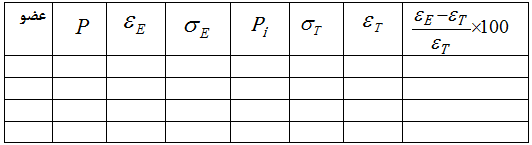 عضو P ε_E σ_E P_i σ_T ε_T (ε_E − ε_T)/ε_T ×100